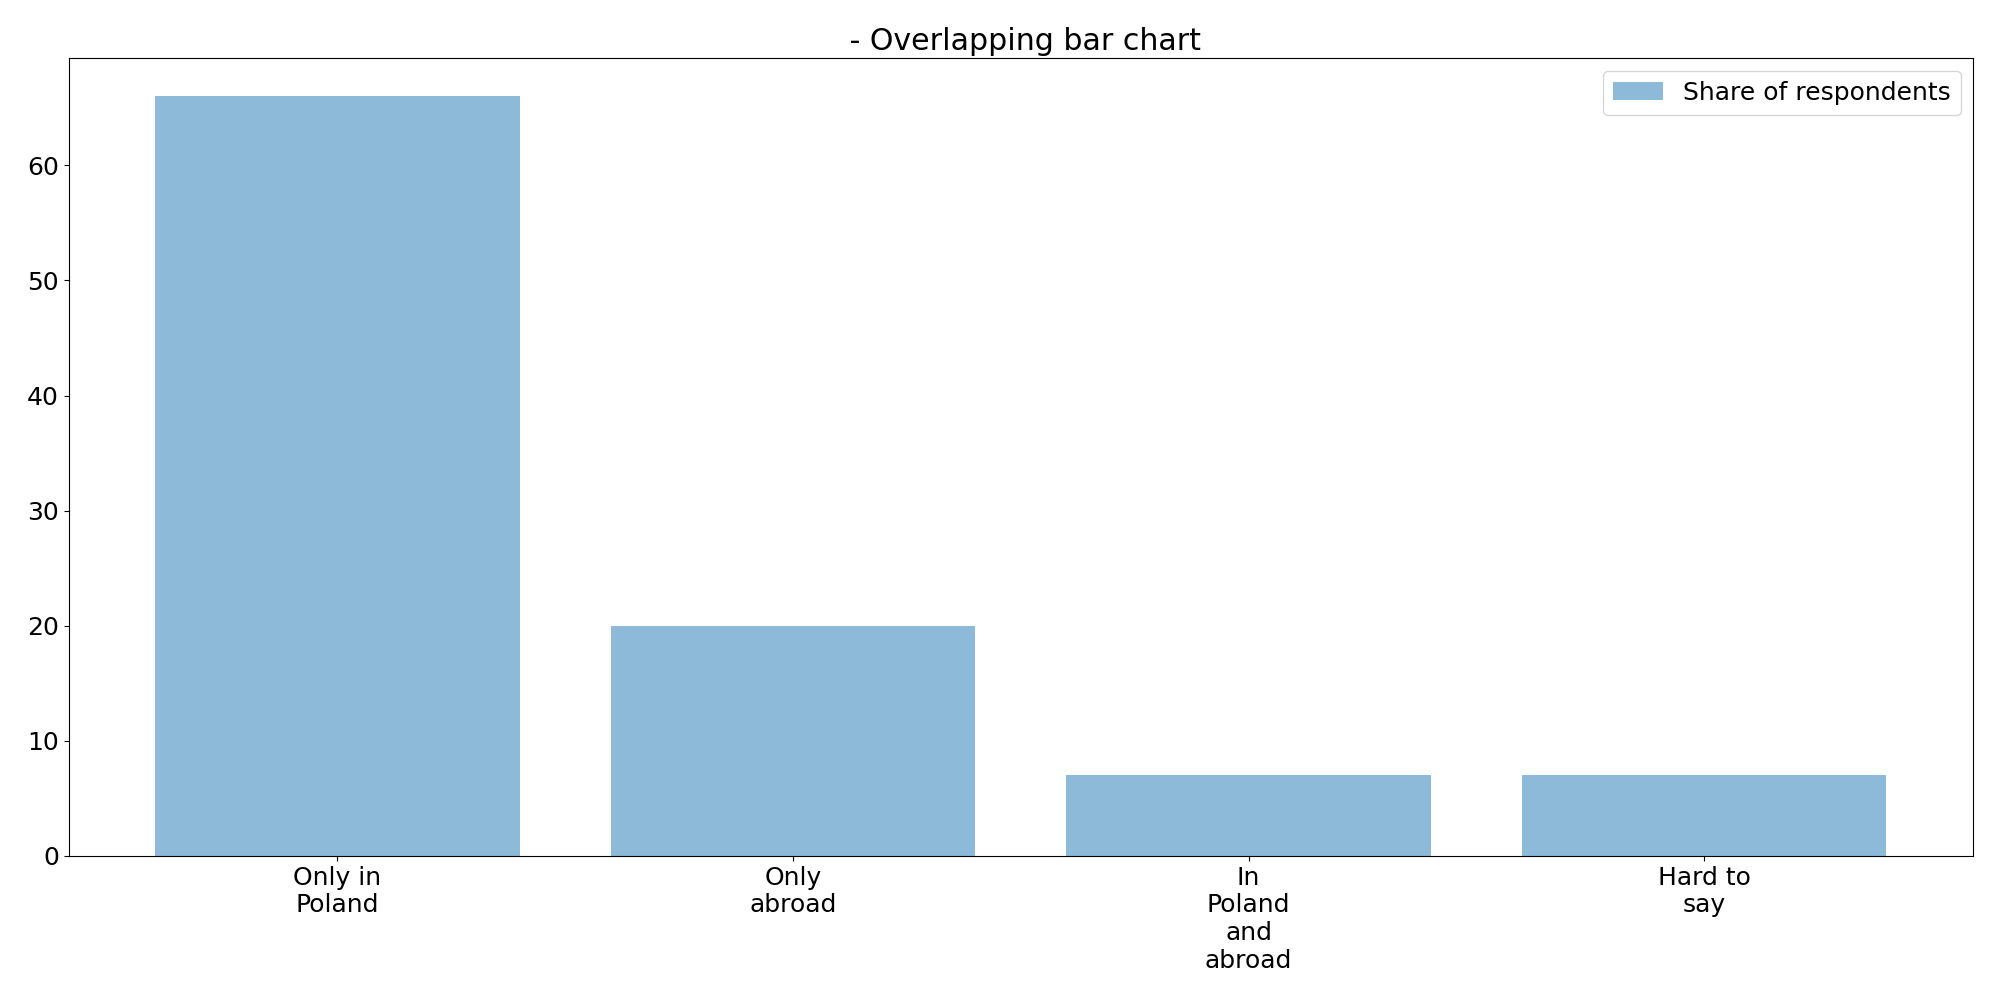 - Overlapping bar chart
Share of respondents
60
50
40
30
20
10
0
Only in
Poland
Only
abroad
In
Poland
and
abroad
Hard to
say